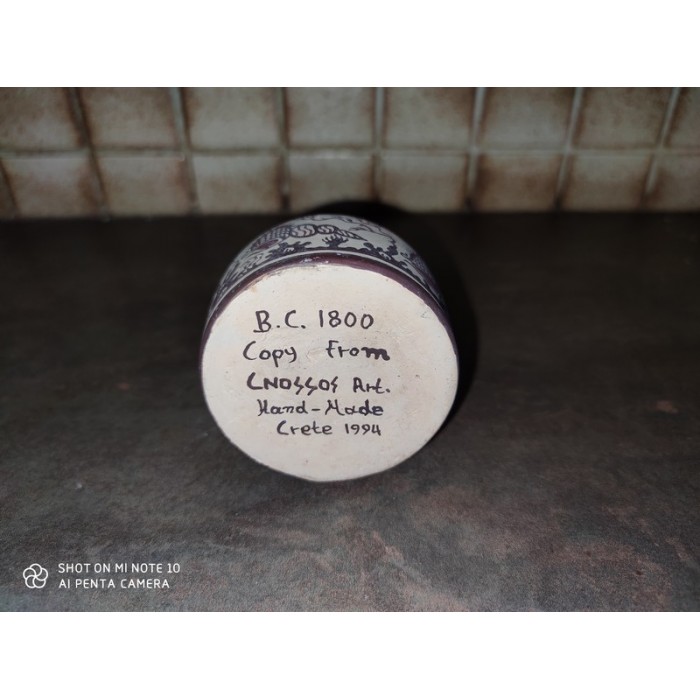 B.C. 1800
Copy From
CNOSSOS Art.
Hand-Made
Crete 1994
SHOT ON MI NOTE 10
AI PENTA CAMERA